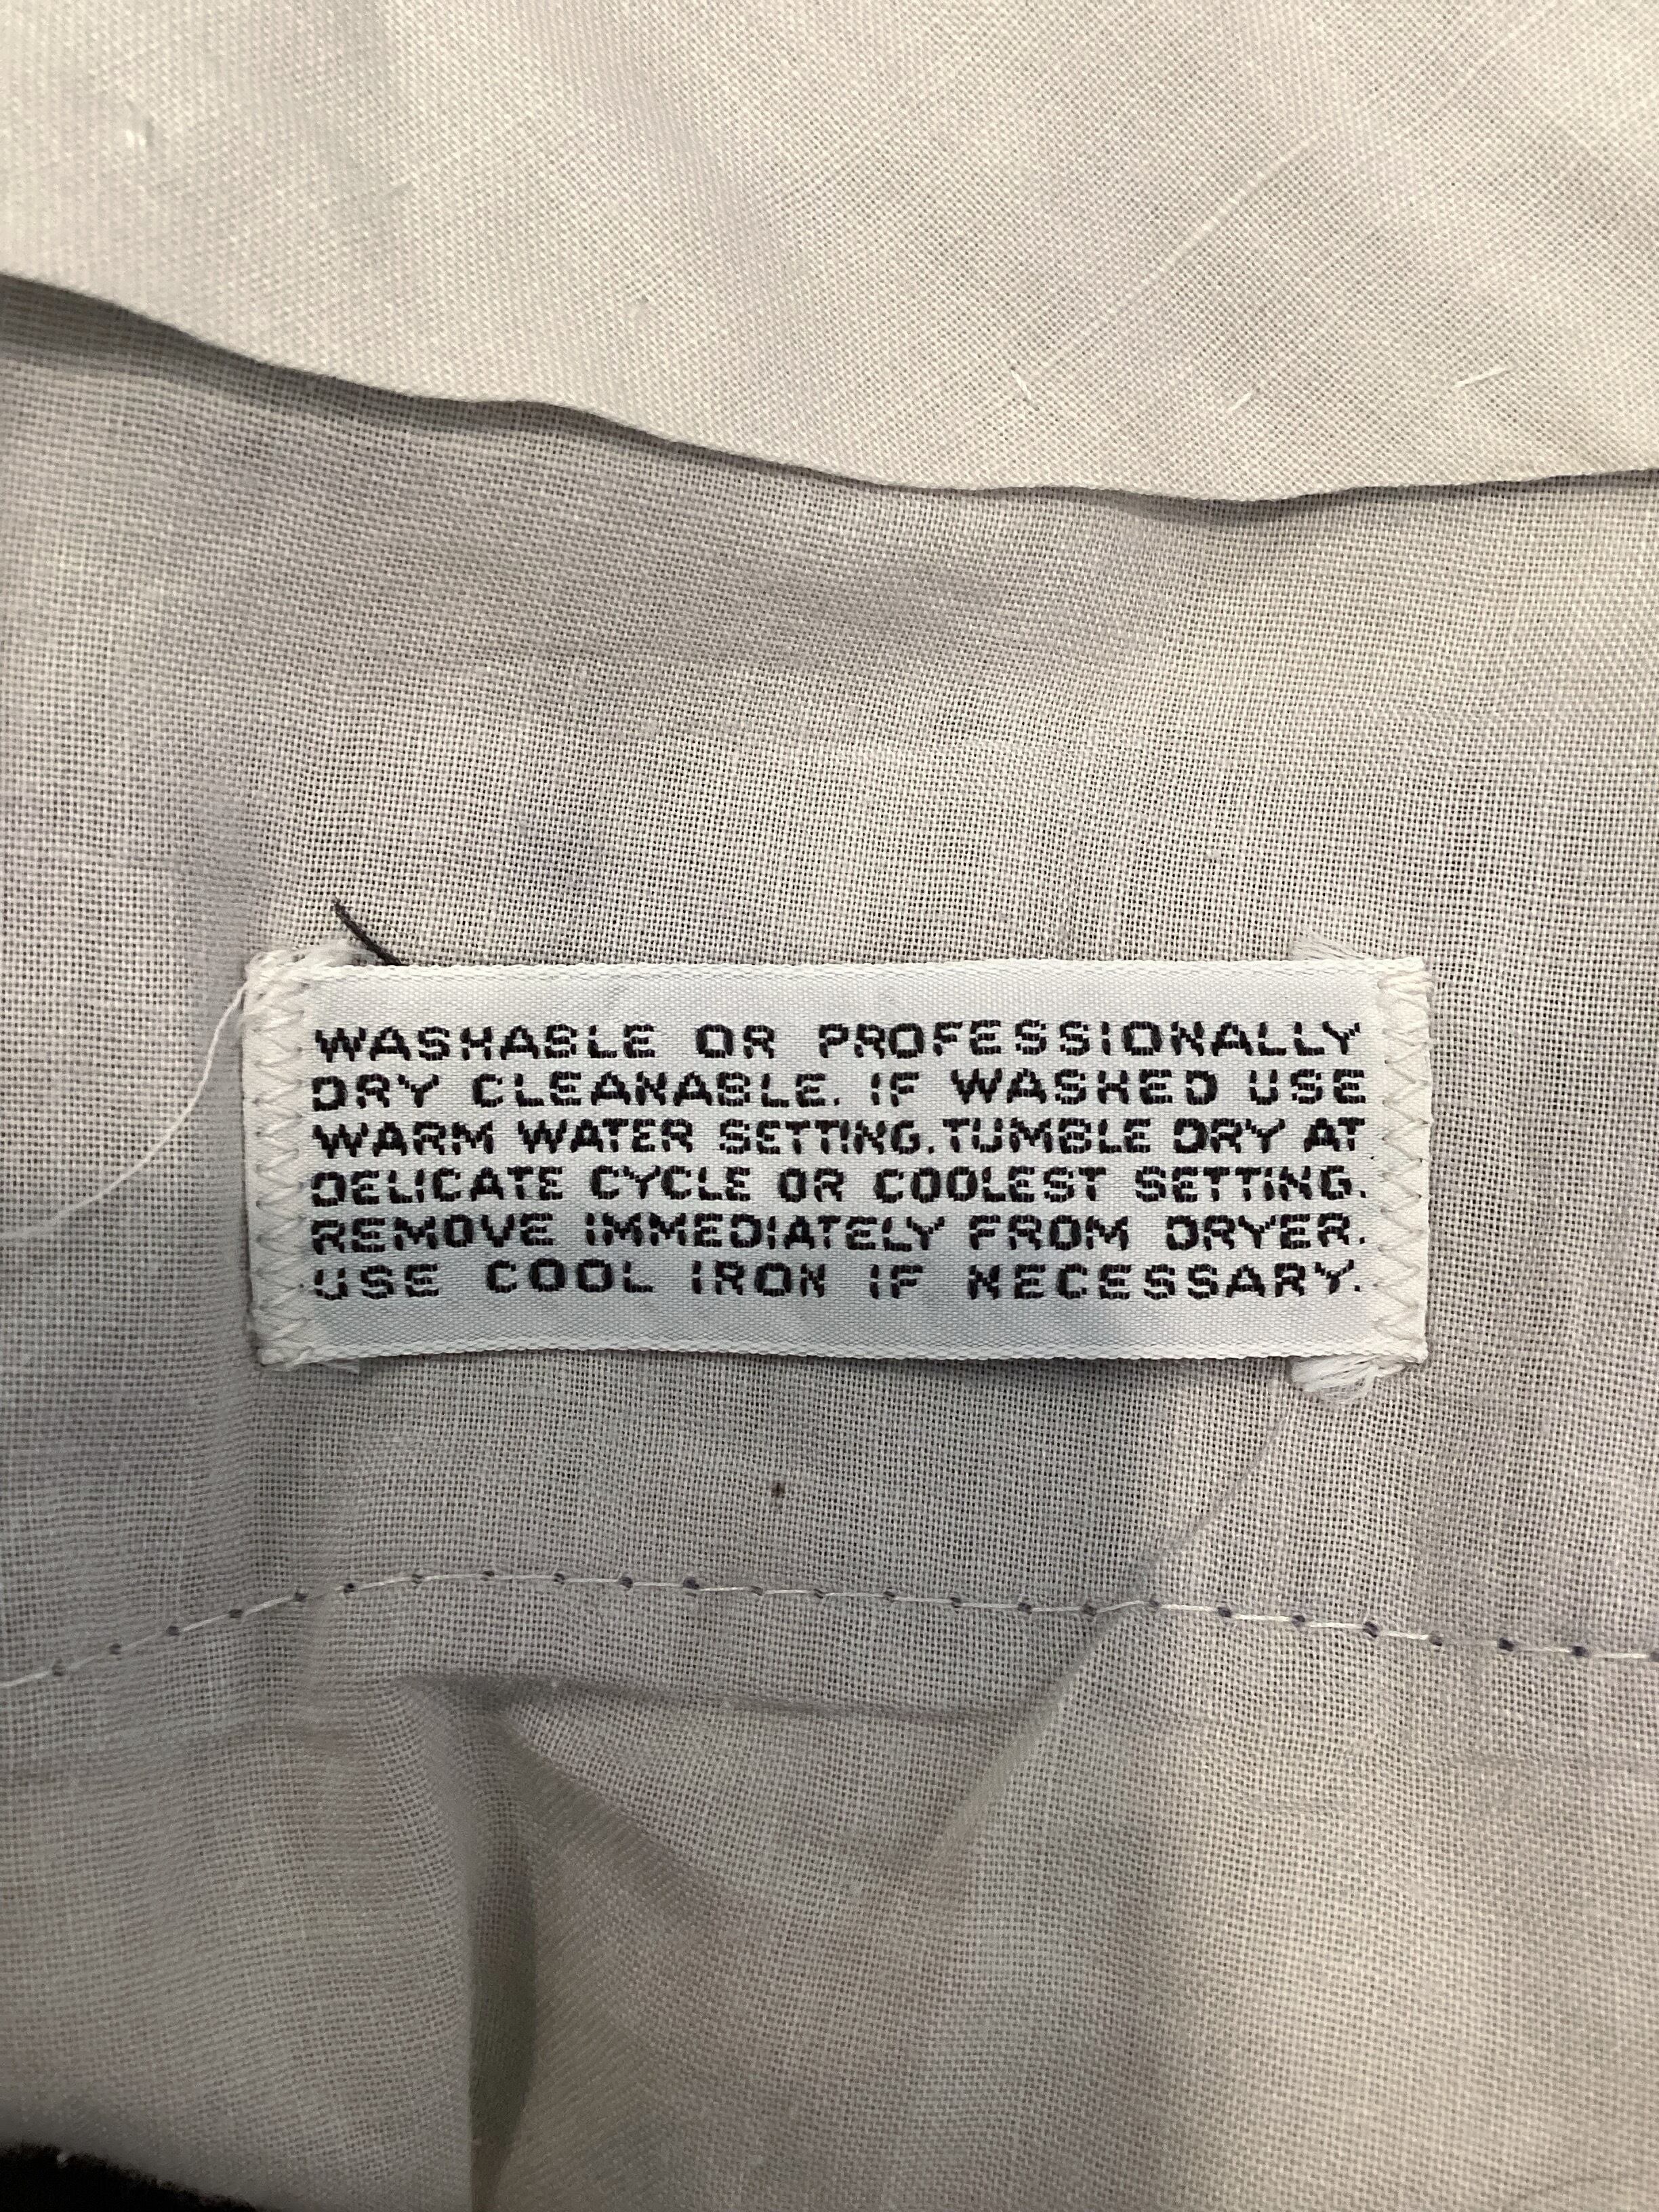 WASHABLE OR PROFESSIONALLY
DRY CLEANABLE. IF WASHED USE
WARM WATER SETTING. TUMBLE DRY AT
DELICATE CYCLE OR COOLEST SETTING.
REMOVE IMMEDIATELY FROM DRYER.
USE COOL IRON IF NECESSARY.